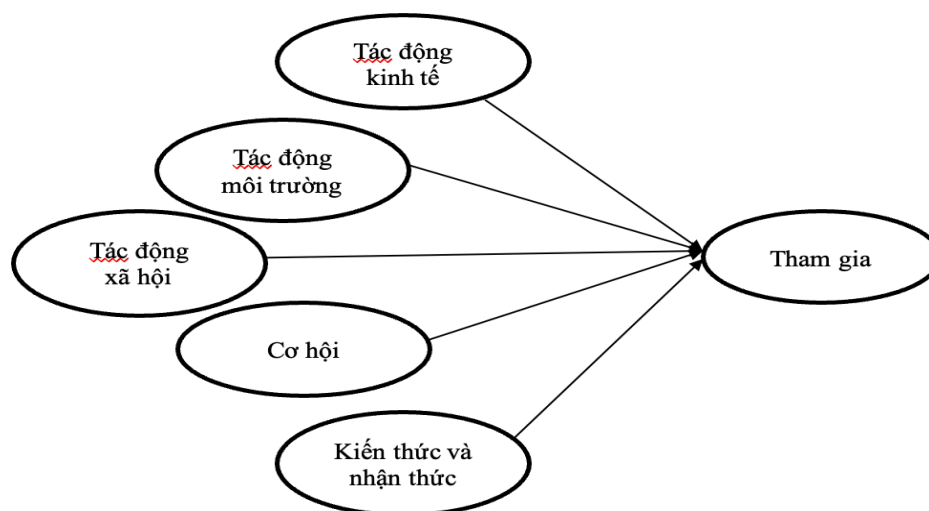 Tác động
kinh tế
Tác động
môi trường
Tác động
xã hội
Tham gia
Cơ hội
Kiến thức và
nhận thức